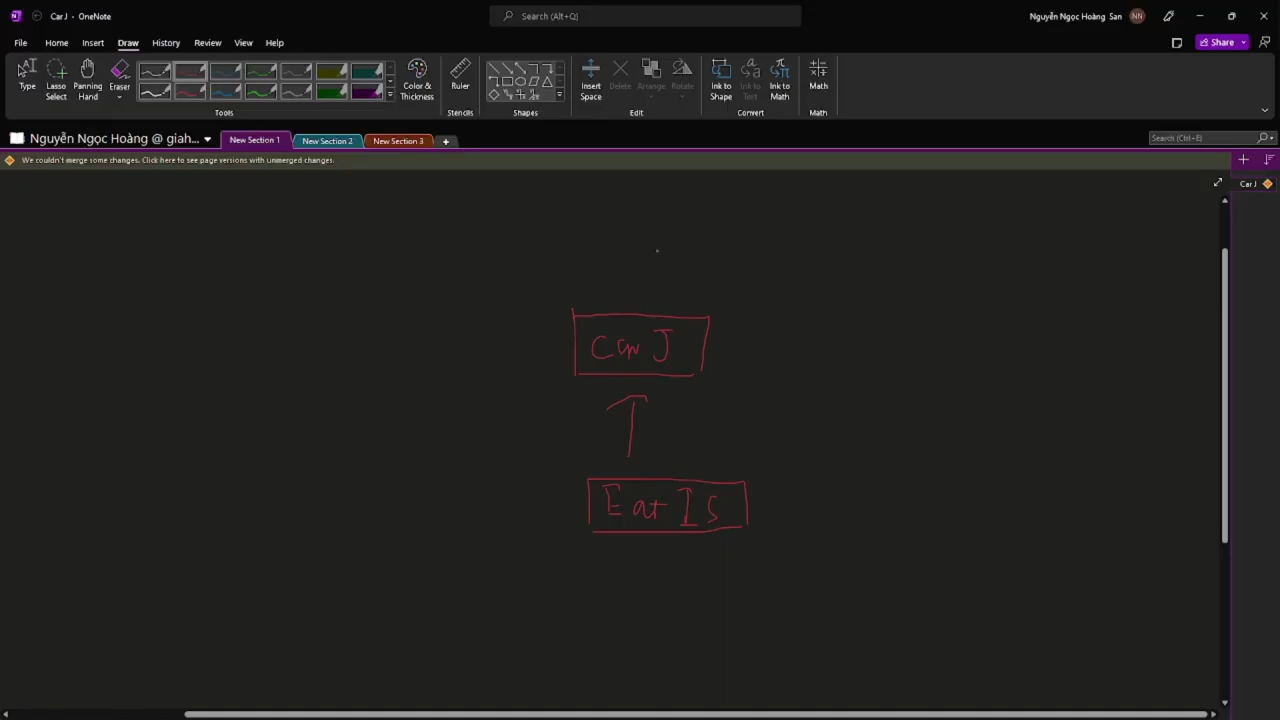 Car J - OneNote
Search (Alt+Q)
Nguyễn Ngọc Hoàng San NN
File Home Insert Draw History Review View Help
Share
Type Lasso Select Panning Hand Eraser
Color & Thickness
Ruler
Insert Space Delete Arrange Rotate
Ink to Shape Ink to Text Ink to Math
Math
Tools Stencils Shapes Edit Convert Math
Nguyễn Ngọc Hoàng @ giah...
New Section 1 New Section 2 New Section 3
Search (Ctrl+E)
We couldn't merge some changes. Click here to see page versions with unmerged changes.
Car J
Car J
Eat IS